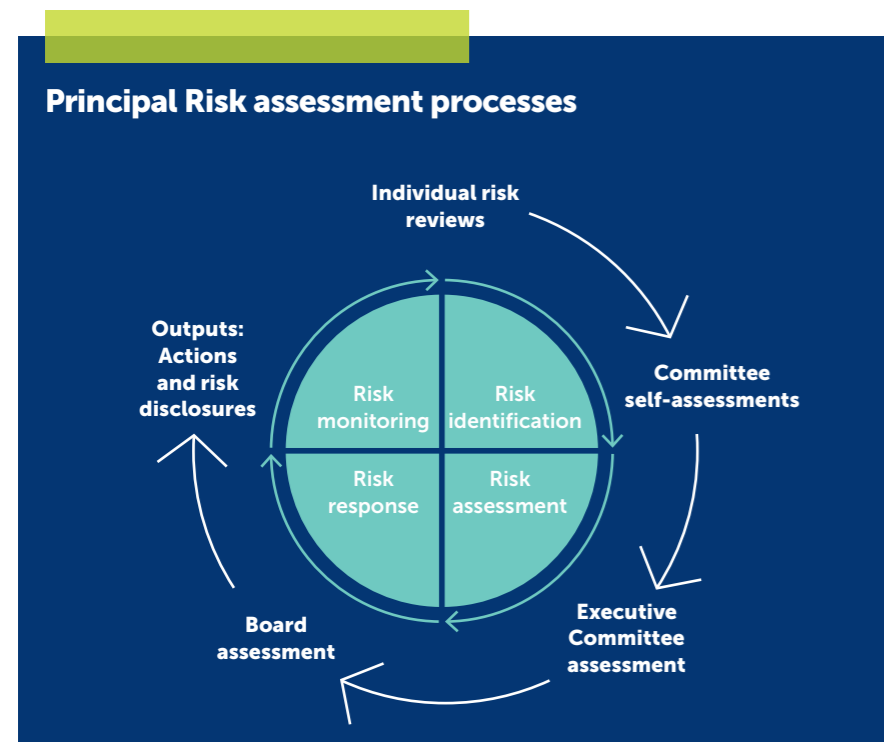 Principal Risk assessment processes
Individual risk
reviews
Committee
self-assessments
Executive
Committee
assessment
Board
assessment
Outputs:
Actions
and risk
disclosures
Risk
monitoring
Risk
identification
Risk
response
Risk
assessment